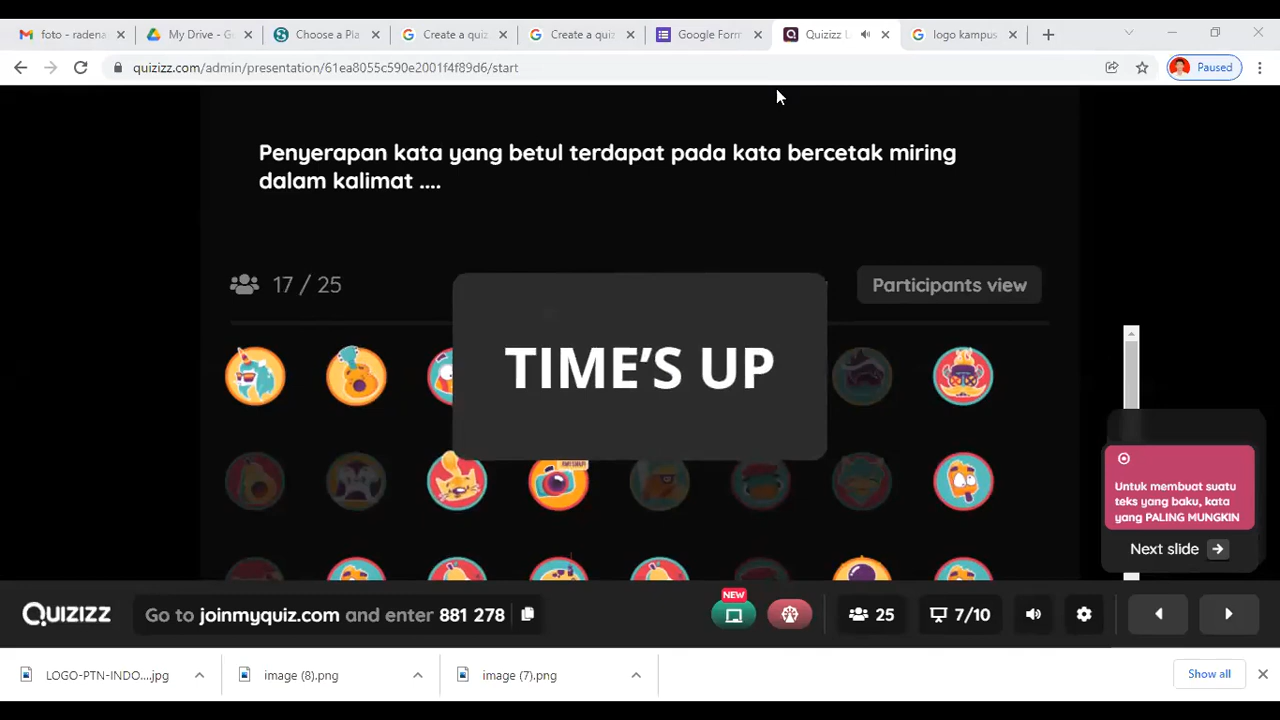 foto - radena
My Drive - G
Choose a Pla
Create a quiz
Create a quiz
Google Form
Quizizz L
logo kampus
quizizz.com/admin/presentation/61ea8055c590e2001f4f89d6/start
Paused
Penyerapan kata yang betul terdapat pada kata bercetak miring
dalam kalimat ....
17 / 25
Participants view
TIME'S UP
Untuk membuat suatu
teks yang baku, kata
yang PALING MUNGKIN
Next slide
Quizizz
Go to joinmyquiz.com and enter 881 278
NEW
25
7/10
LOGO-PTN-INDO....jpg
image (8).png
image (7).png
Show all